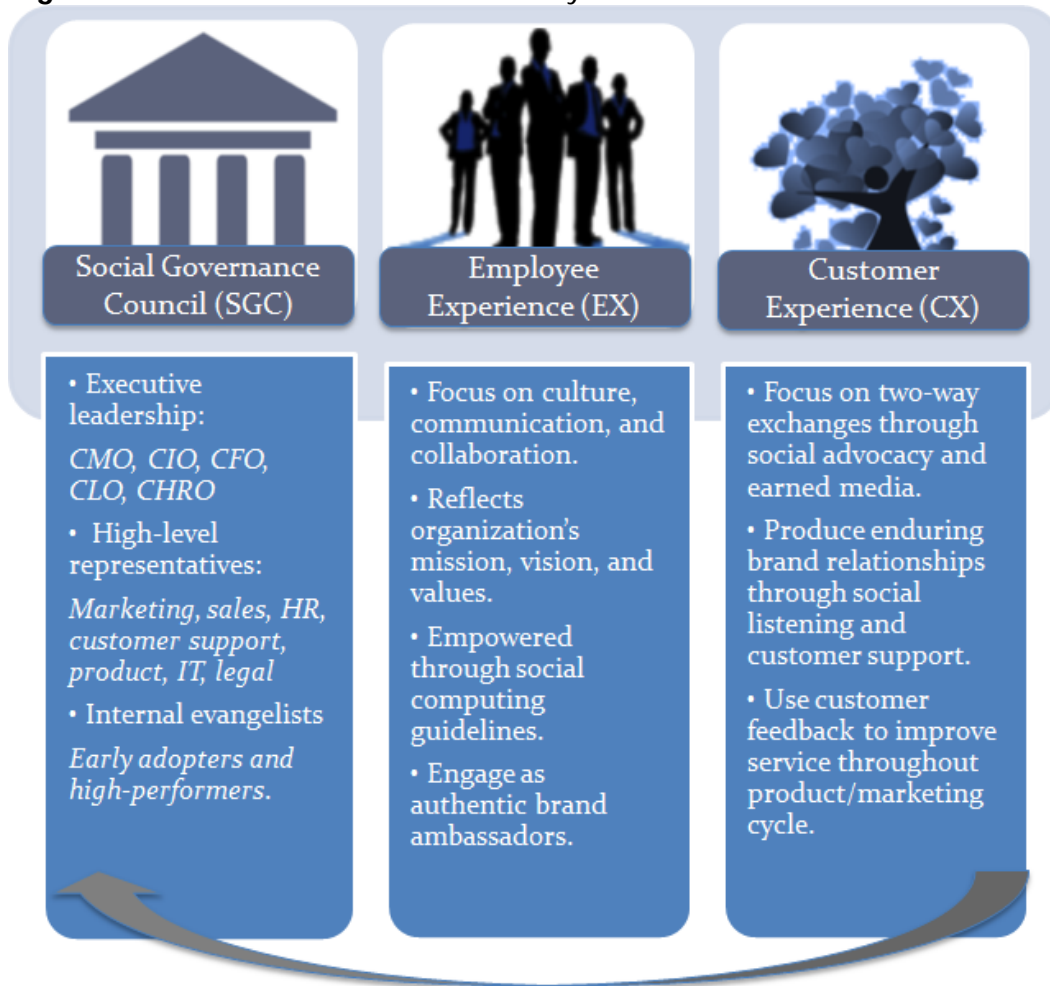 Social Governance
Council (SGC)
• Executive
leadership:
CMO, CIO, CFO,
CLO, CHRO
• High-level
representatives:
Marketing, sales, HR,
customer support,
product, IT, legal
• Internal evangelists
Early adopters and
high-performers.
Employee
Experience (EX)
• Focus on culture,
communication, and
collaboration.
• Reflects
organization’s
mission, vision, and
values.
• Empowered
through social
computing
guidelines.
• Engage as
authentic brand
ambassadors.
Customer
Experience (CX)
• Focus on two-way
exchanges through
social advocacy and
earned media.
• Produce enduring
brand relationships
through social
listening and
customer support.
• Use customer
feedback to improve
service throughout
product/marketing
cycle.